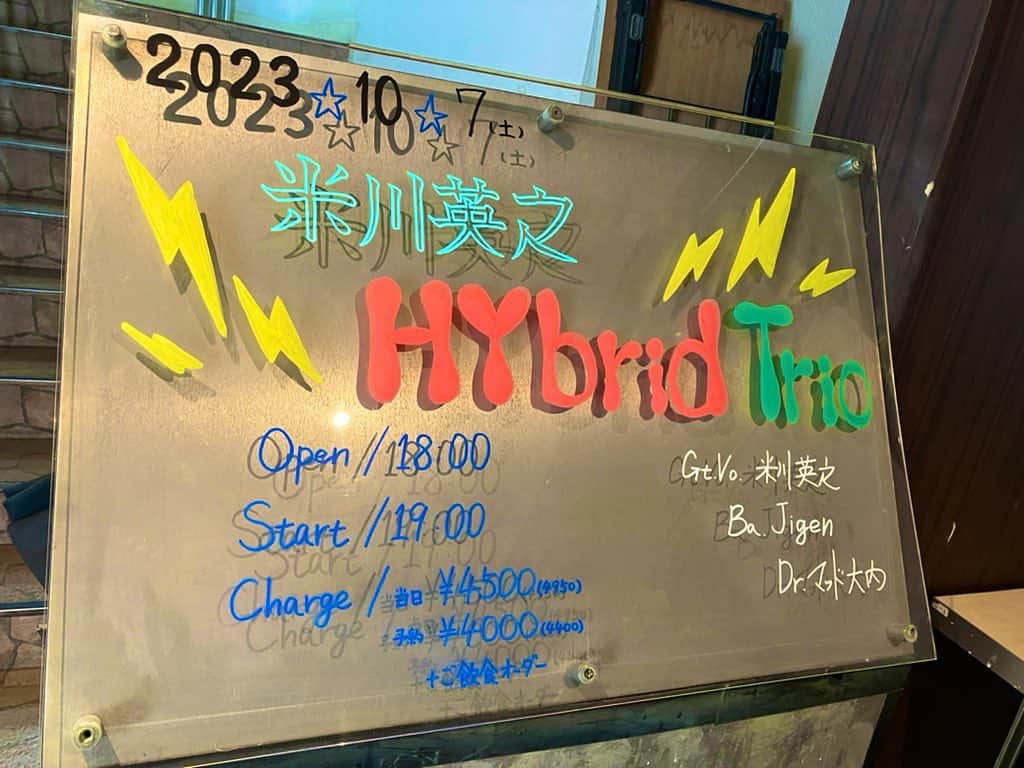 2023☆10☆7(土)
米川英之
HYbrid Trio
Open/18:00
Start/19:00
Charge/当日 ¥4500(4950)
予約 ¥4000(4400)
+ご飲食オーダー
Gt.Vo. 米川英之
Ba. Jigen
Dr. マッド大内